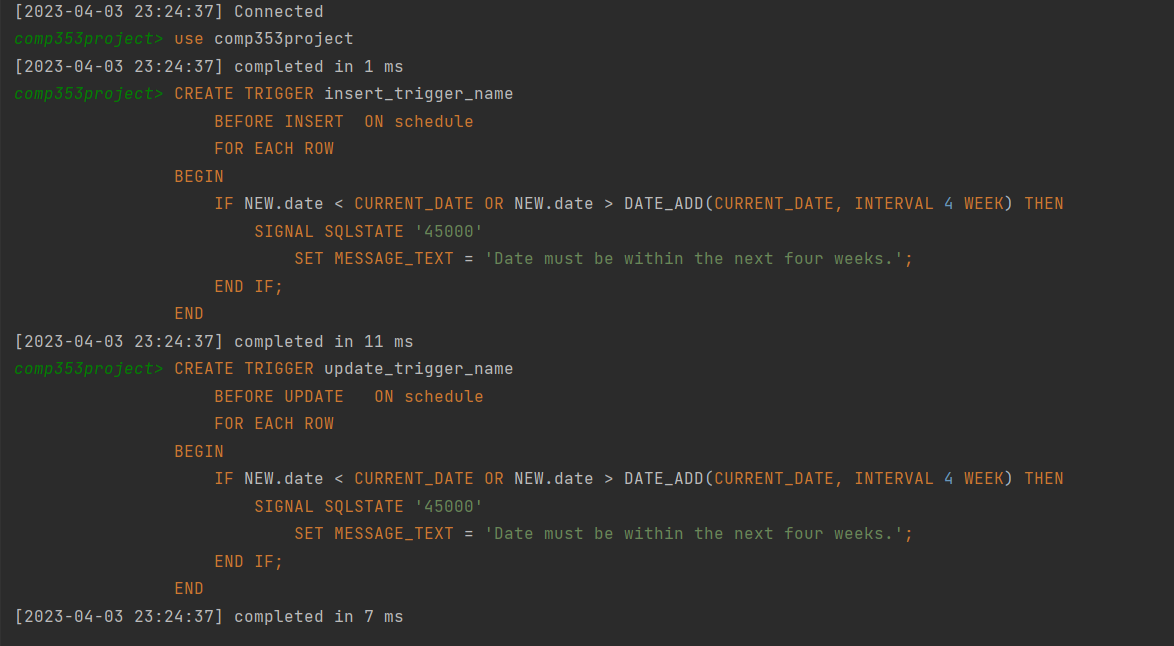 [2023-04-03 23:24:37] Connected
comp353project> use comp353project
[2023-04-03 23:24:37] completed in 1 ms
comp353project> CREATE TRIGGER insert_trigger_name
BEFORE INSERT  ON schedule
FOR EACH ROW
BEGIN
IF NEW.date < CURRENT_DATE OR NEW.date > DATE_ADD(CURRENT_DATE, INTERVAL 4 WEEK) THEN
SIGNAL SQLSTATE '45000'
SET MESSAGE_TEXT = 'Date must be within the next four weeks.';
END IF;
END
[2023-04-03 23:24:37] completed in 11 ms
comp353project> CREATE TRIGGER update_trigger_name
BEFORE UPDATE   ON schedule
FOR EACH ROW
BEGIN
IF NEW.date < CURRENT_DATE OR NEW.date > DATE_ADD(CURRENT_DATE, INTERVAL 4 WEEK) THEN
SIGNAL SQLSTATE '45000'
SET MESSAGE_TEXT = 'Date must be within the next four weeks.';
END IF;
END
[2023-04-03 23:24:37] completed in 7 ms